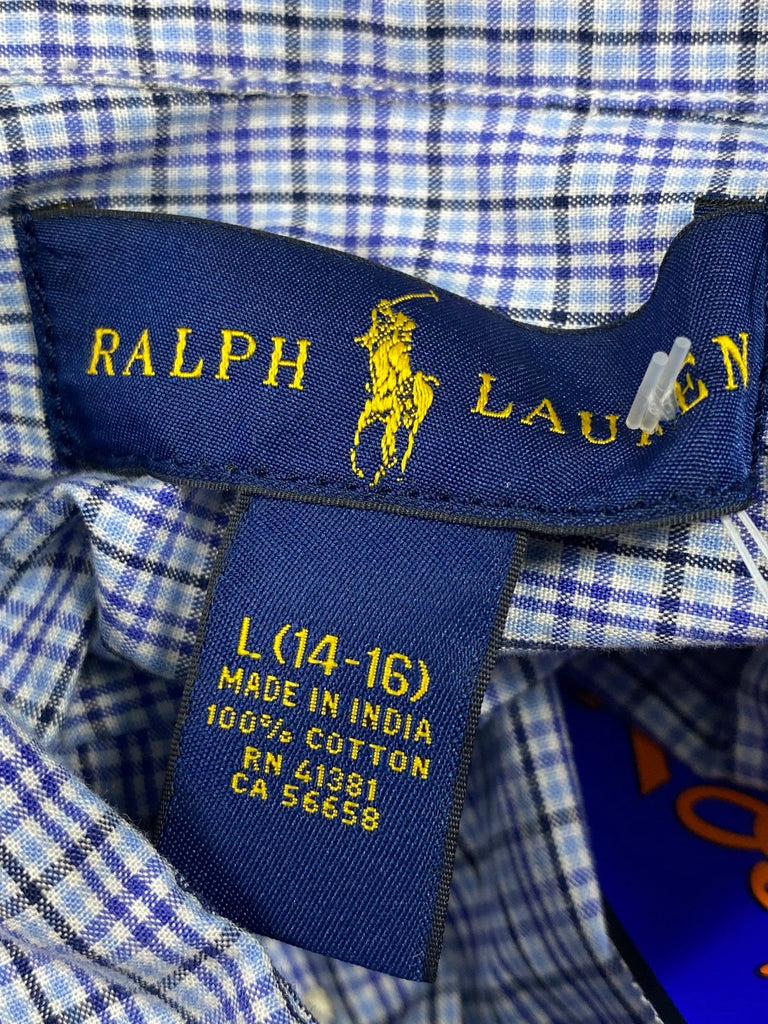 RALPH LAUREN
L (14-16)
MADE IN INDIA
100% COTTON
RN 41381
CA 56658